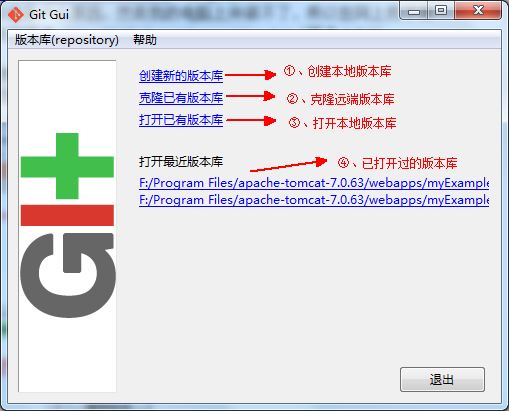 Git Gui
版本库(repository) 帮助
创建新的版本库 ①、创建本地版本库
克隆已有版本库 ②、克隆远端版本库
打开已有版本库 ③、打开本地版本库
打开最近版本库 ④、已打开过的版本库
F:/Program Files/apache-tomcat-7.0.63/webapps/myExample
F:/Program Files/apache-tomcat-7.0.63/webapps/myExample
GI
退出